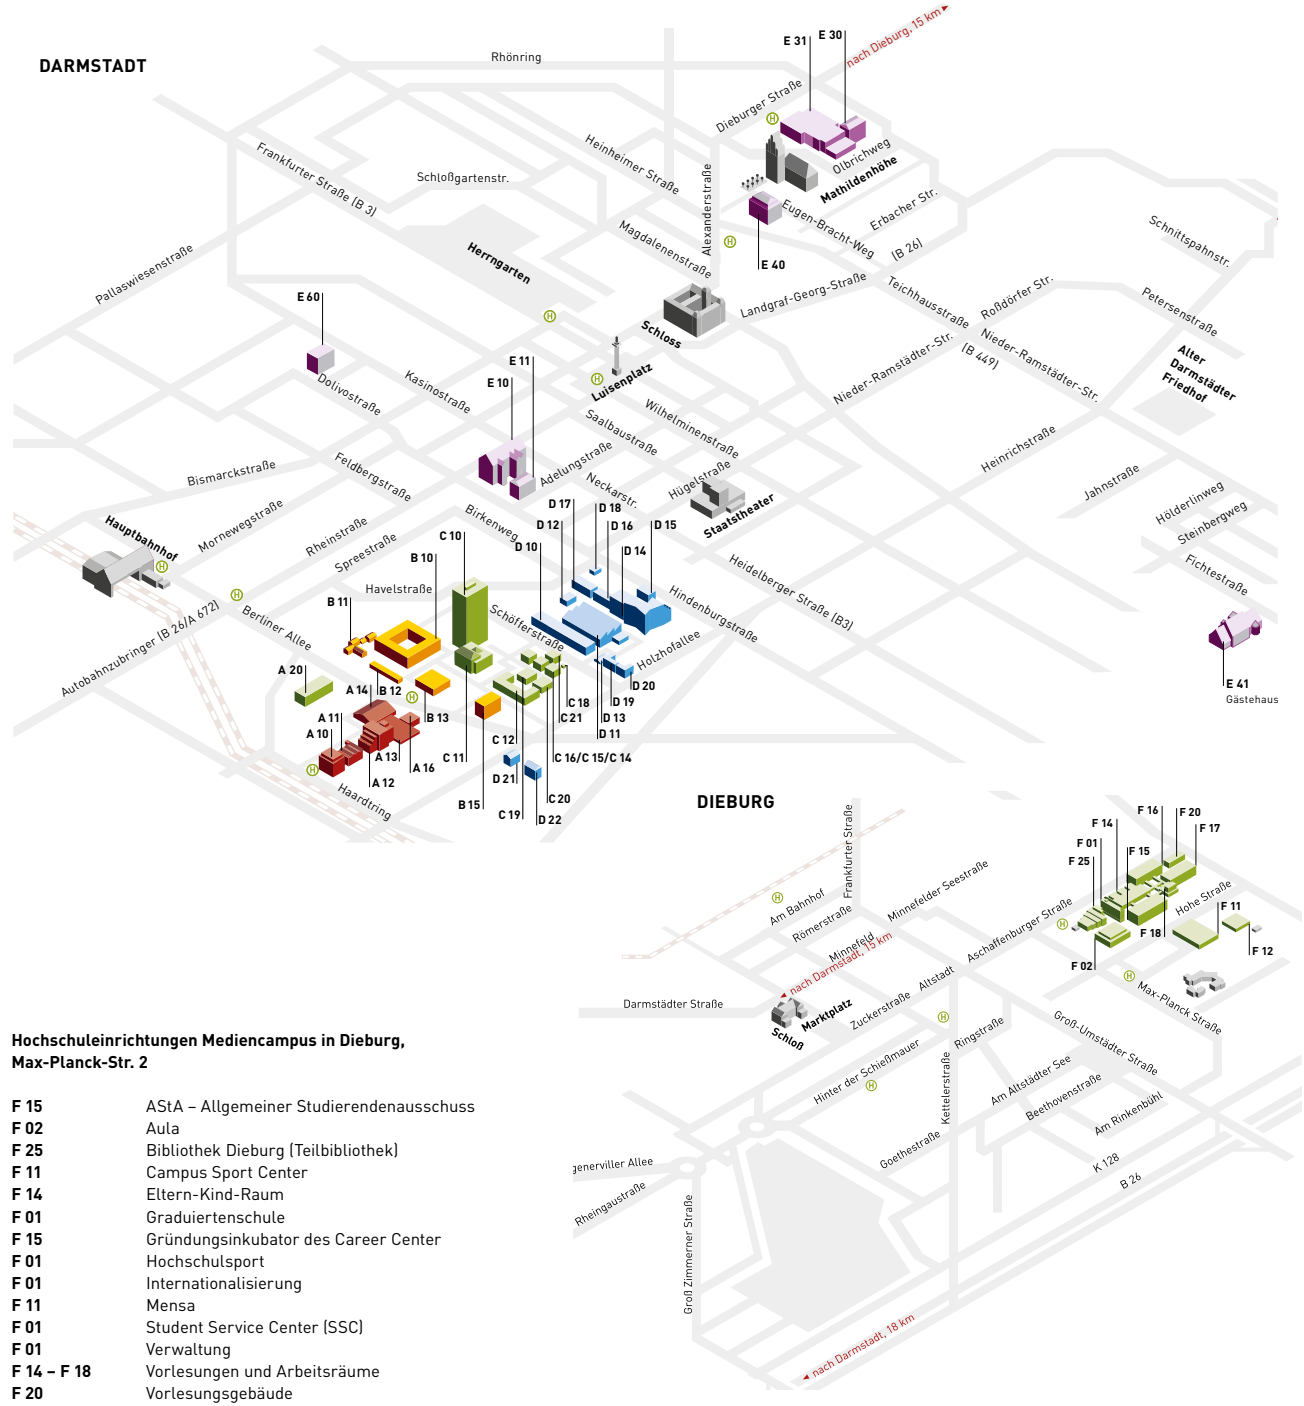 DARMSTADT
Rhönring
E 31
E 30
nach Dieburg, 15 km
Dieburger Straße
H
Frankfurter Straße (B 3)
Heinheimer Straße
Schloßgartenstr.
Olbrichweg
Mathildenhöhe
Alexanderstraße
Eugen-Bracht-Weg
Erbacher Str.
(B 26)
E 40
H
Magdalenenstraße
Herrngarten
Pallaswiesenstraße
Schnittspahnstr.
Petersenstraße
Landgraf-Georg-Straße
Teichhausstraße
Roßdörfer Str.
Nieder-Ramstädter-Str.
(B 449)
Nieder-Ramstädter-Str.
Alter
Darmstädter
Friedhof
E 60
H
Schloss
Luisenplatz
H
E 11
E 10
Dolivostraße
Kasinostraße
Wilhelminenstraße
Saalbaustraße
Adelungstraße
Hügelstraße
Neckarstr.
Staatstheater
Heinrichstraße
Jahnstraße
Hölderlinweg
Steinbergweg
Fichtestraße
Bismarckstraße
Feldbergstraße
Mornewegstraße
Rheinstraße
Spreestraße
Birkenweg
Hauptbahnhof
H
H
Berliner Allee
Havelstraße
Autobahnzubringer (B 26/A 672)
D 17
D 18
D 12
D 16
D 15
D 10
D 14
C 10
B 10
B 11
Schöfferstraße
Hindenburgstraße
Heidelberger Straße (B3)
Holzhofallee
E 41
Gästehaus
A 20
A 14
B 12
H
A 11
A 10
B 13
A 13
A 16
A 12
H
Haardtring
C 11
B 15
C 12
D 21
C 19
D 22
C 20
C 16/C 15/C 14
C 21
C 18
D 11
D 13
D 19
D 20
DIEBURG
Frankfurter Straße
F 16
F 20
F 14
F 17
F 01
F 15
F 25
H
Am Bahnhof
Römerstraße
Minnefelder Seestraße
Minnefeld
Aschaffenburger Straße
H
Hohe Straße
F 11
F 18
F 12
F 02
nach Darmstadt, 15 km
Altstadt
Zuckerstraße
Marktplatz
Schloß
Darmstädter Straße
H
Max-Planck Straße
H
Ringstraße
Groß-Umstädter Straße
Hinter der Schießmauer
H
Kettelerstraße
Am Altstädter See
Beethovenstraße
Am Rinkenbühl
Goethestraße
K 128
B 26
generviller Allee
Rheingaustraße
Groß Zimmerner Straße
nach Darmstadt, 18 km
Hochschuleinrichtungen Mediencampus in Dieburg,
Max-Planck-Str. 2
F 15 AStA – Allgemeiner Studierendenausschuss
F 02 Aula
F 25 Bibliothek Dieburg (Teilbibliothek)
F 11 Campus Sport Center
F 14 Eltern-Kind-Raum
F 01 Graduiertenschule
F 15 Gründungsinkubator des Career Center
F 01 Hochschulsport
F 01 Internationalisierung
F 11 Mensa
F 01 Student Service Center (SSC)
F 01 Verwaltung
F 14 – F 18 Vorlesungen und Arbeitsräume
F 20 Vorlesungsgebäude